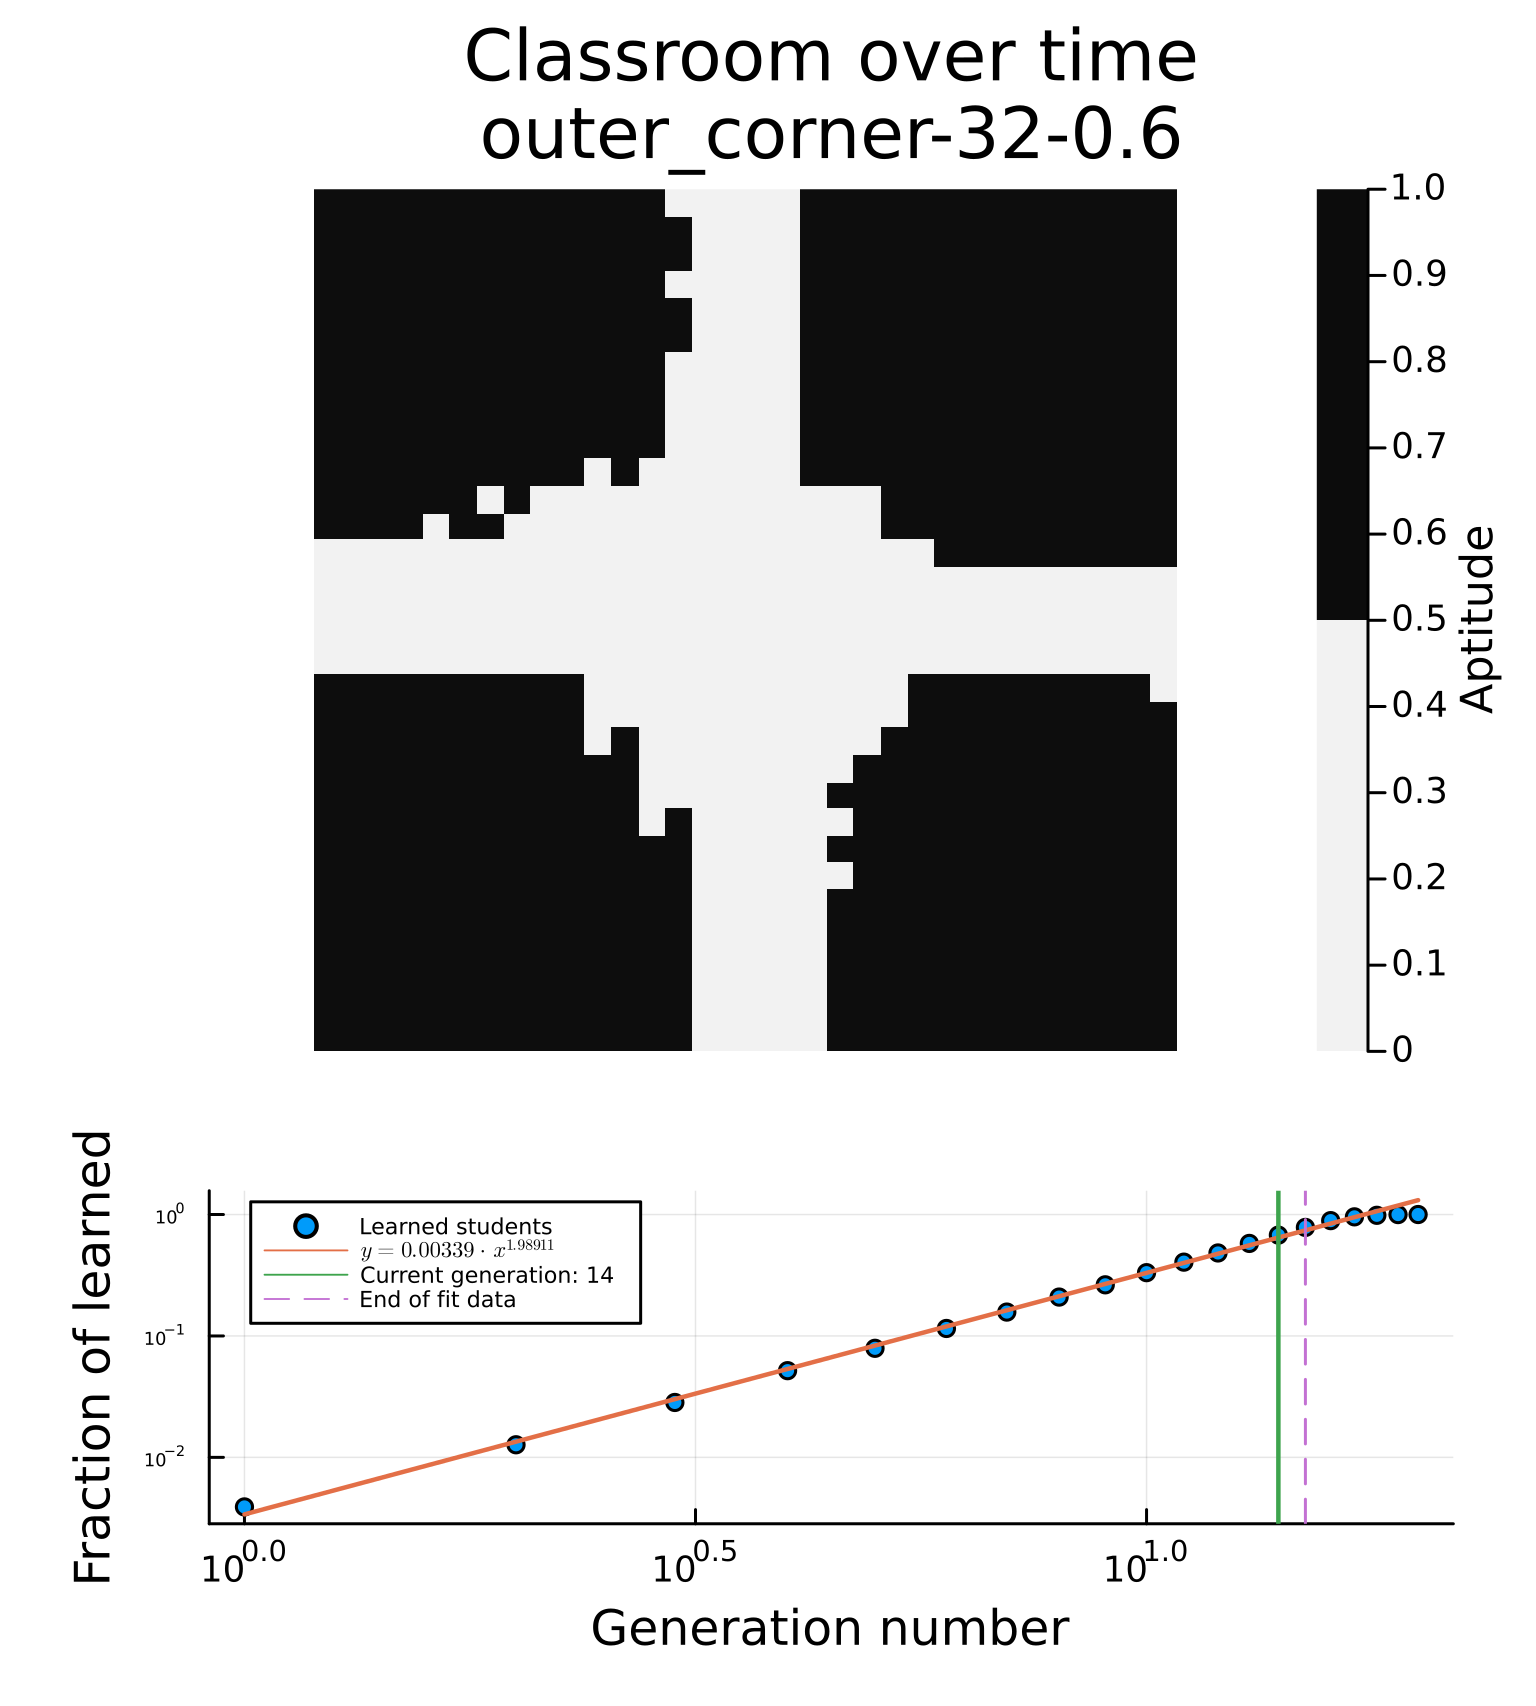 Classroom over time
outer_corner-32-0.6
1.0
0.9
0.8
0.7
0.6
0.5
0.4
0.3
0.2
0.1
0
Aptitude
Fraction of learned
10⁰
10⁻¹
10⁻²
Learned students
y = 0.00339 · x^1.98911
Current generation: 14
End of fit data
10^0.0
10^0.5
10^1.0
Generation number